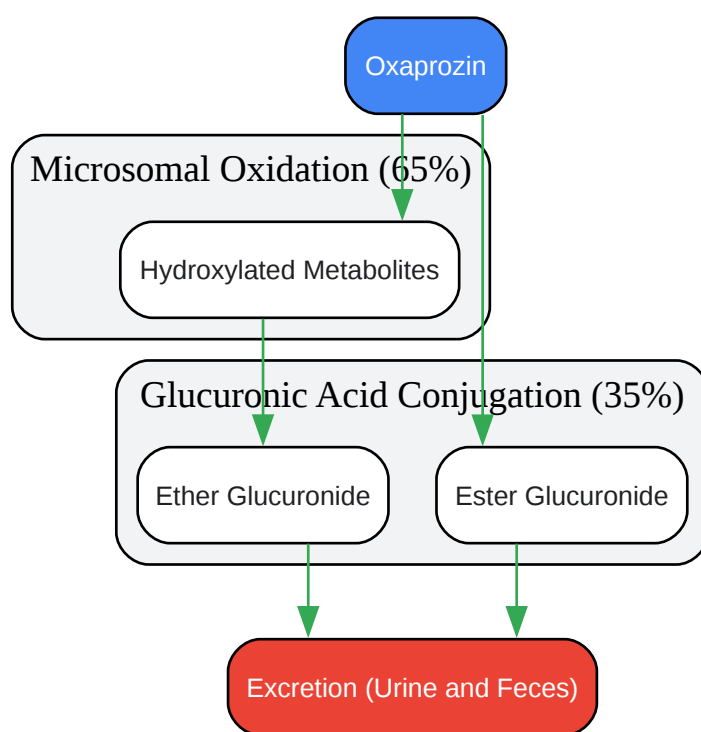 Oxaprozin
Microsomal Oxidation (65%)
Hydroxylated Metabolites
Glucuronic Acid Conjugation (35%)
Ether Glucuronide
Ester Glucuronide
Excretion (Urine and Feces)